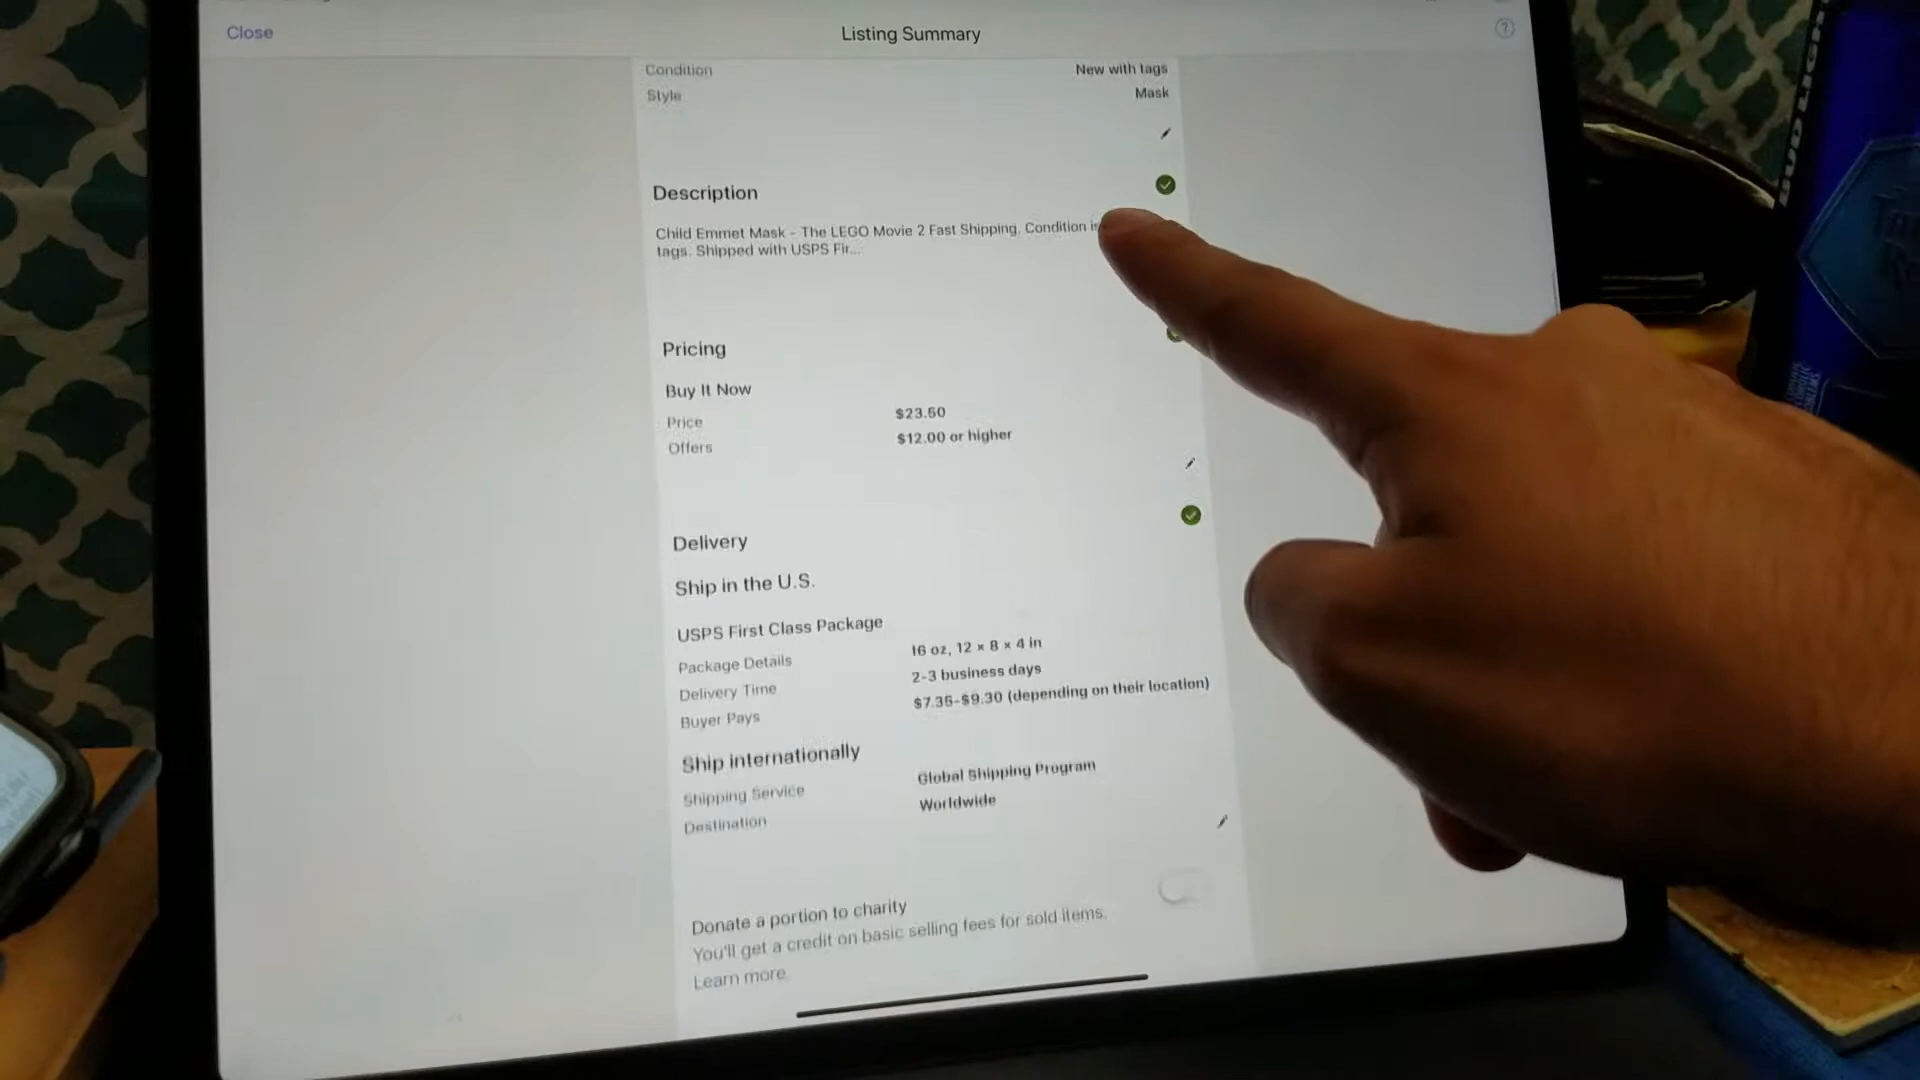 Close
Listing Summary
Condition New with tags
Style Mask
Description
Child Emmet Mask - The LEGO Movie 2 Fast Shipping. Condition is
tags. Shipped with USPS Fir...
Pricing
Buy It Now
Price $23.50
Offers $12.00 or higher
Delivery
Ship in the U.S.
USPS First Class Package
Package Details 16 oz, 12 x 8 x 4 in
Delivery Time 2-3 business days
Buyer Pays $7.35-$9.30 (depending on their location)
Ship internationally
Shipping Service Global Shipping Program
Destination Worldwide
Donate a portion to charity
You'll get a credit on basic selling fees for sold items.
Learn more
BUD LIGHT